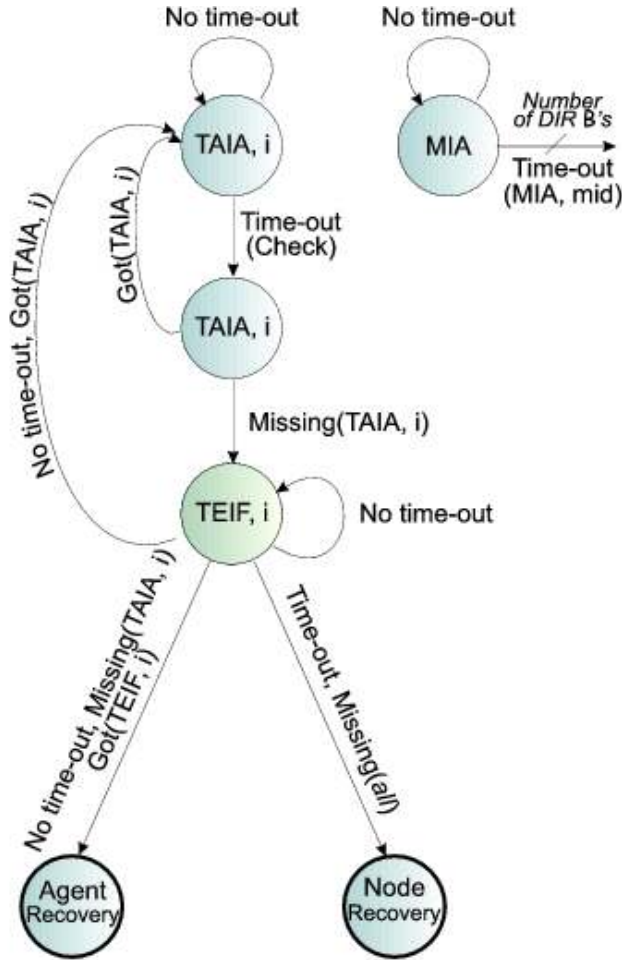 No time-out
No time-out
TAIA, i
MIA
Number
of DIR B's
Time-out
(MIA, mid)
No time-out, Got(TAIA, i)
Got(TAIA, i)
Time-out
(Check)
TAIA, i
Missing(TAIA, i)
TEIF, i
No time-out
No time-out, Missing(TAIA, i)
Got(TEIF, i)
Time-out, Missing(all)
Agent
Recovery
Node
Recovery